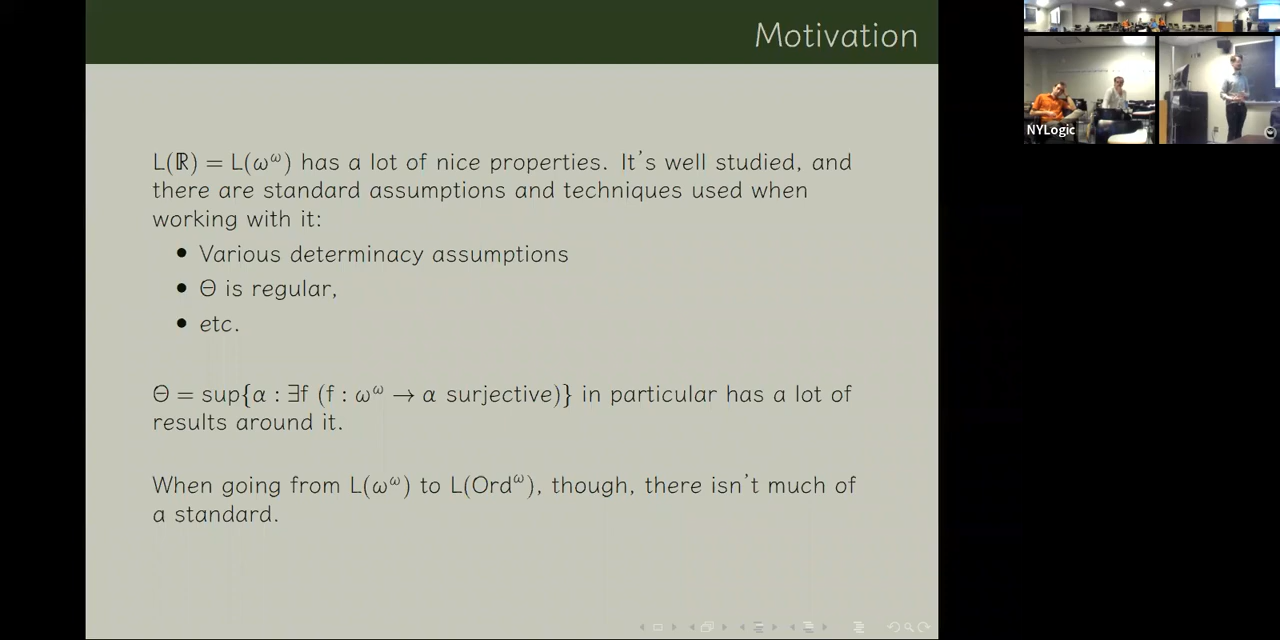 Motivation
L(ℝ) = L(ω^ω) has a lot of nice properties. It's well studied, and
there are standard assumptions and techniques used when
working with it:
• Various determinacy assumptions
• Θ is regular,
• etc.
Θ = sup{α : ∃f (f : ω^ω → α surjective)} in particular has a lot of
results around it.
When going from L(ω^ω) to L(Ord^ω), though, there isn't much of
a standard.
NYLogic